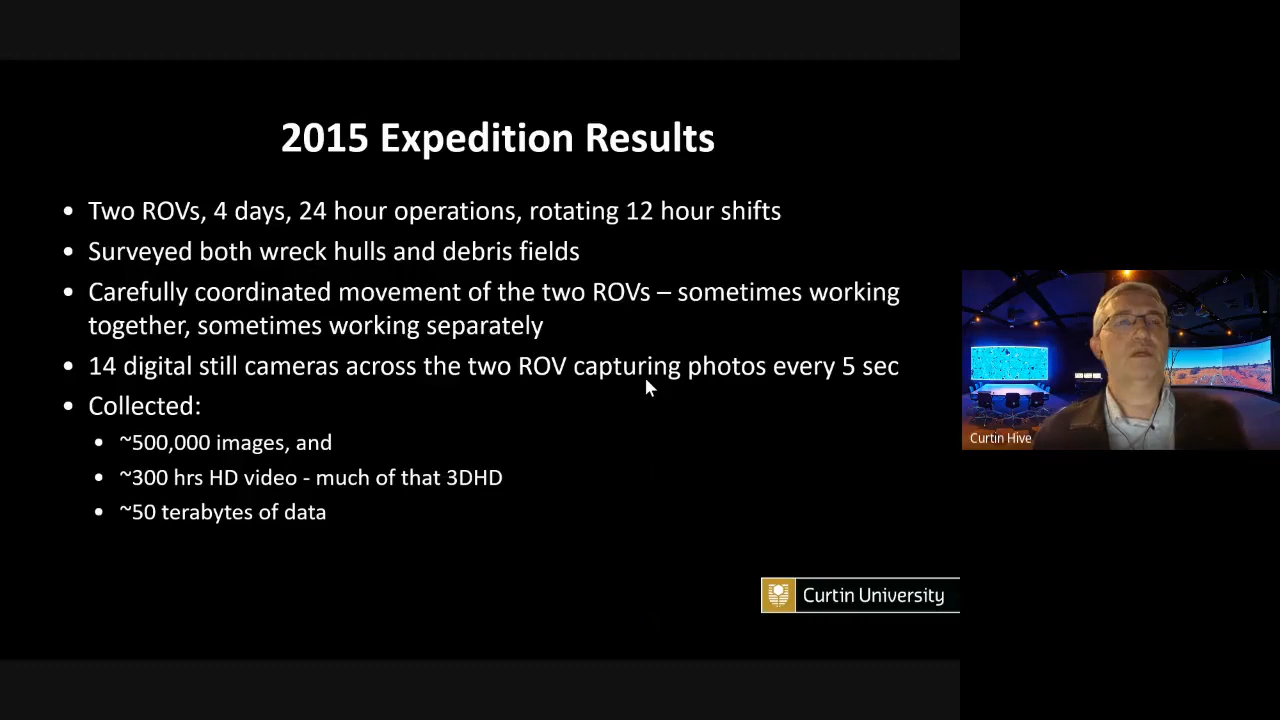 2015 Expedition Results
• Two ROVs, 4 days, 24 hour operations, rotating 12 hour shifts
• Surveyed both wreck hulls and debris fields
• Carefully coordinated movement of the two ROVs – sometimes working
together, sometimes working separately
• 14 digital still cameras across the two ROV capturing photos every 5 sec
• Collected:
• ~500,000 images, and
• ~300 hrs HD video - much of that 3DHD
• ~50 terabytes of data
Curtin University
Curtin Hive